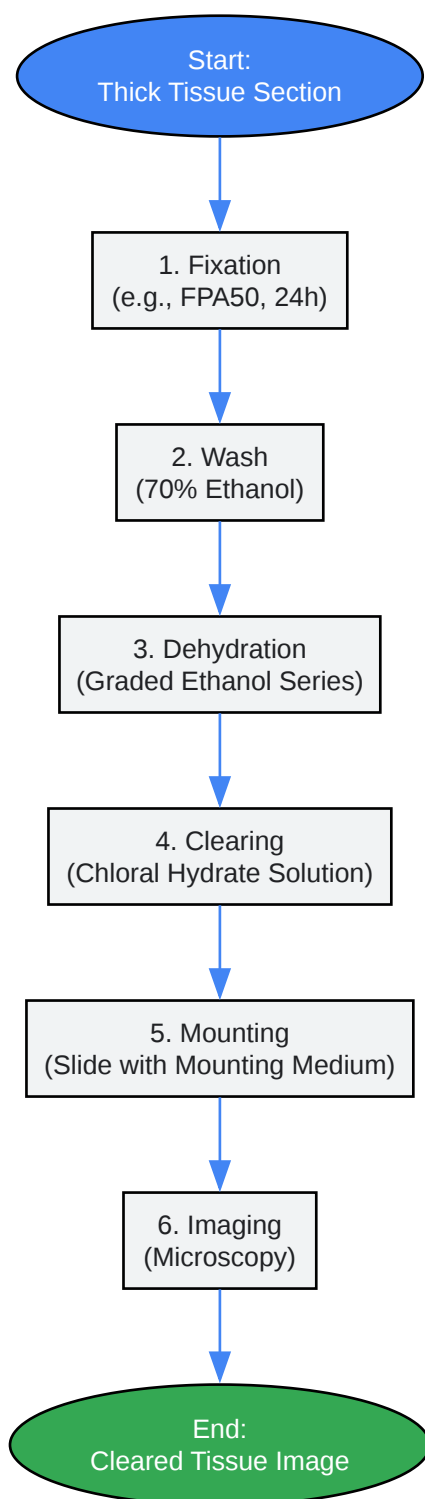 Start:
Thick Tissue Section
1. Fixation
(e.g., FPA50, 24h)
2. Wash
(70% Ethanol)
3. Dehydration
(Graded Ethanol Series)
4. Clearing
(Chloral Hydrate Solution)
5. Mounting
(Slide with Mounting Medium)
6. Imaging
(Microscopy)
End:
Cleared Tissue Image